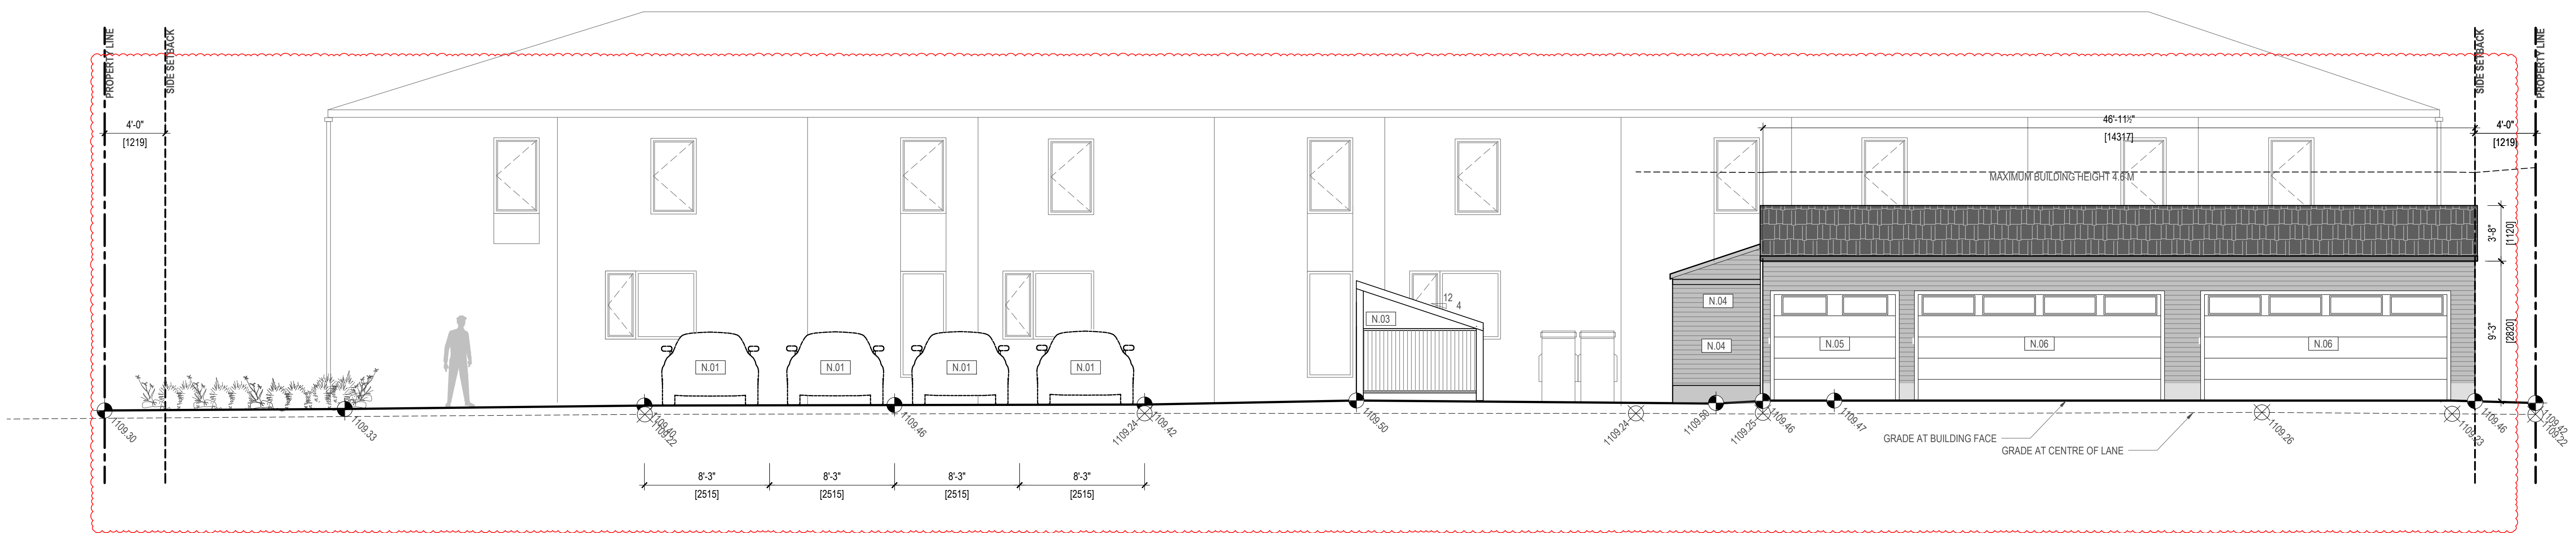 PROPERTY LINE
SIDE SETBACK
SIDE SETBACK
PROPERTY LINE
4'-0"
[1219]
46'-11½"
[14317]
4'-0"
[1219]
MAXIMUM BUILDING HEIGHT 4.6 M
3'-8"
[1120]
9'-3"
[2820]
12
4
N.03
N.04
N.04
N.05
N.06
N.06
N.01
N.01
N.01
N.01
1109.30
1109.33
1109.40
1109.22
1109.46
1109.24
1109.42
1109.50
1109.24
1109.50
1109.25
1109.46
1109.47
1109.26
1109.23
1109.46
1109.42
1109.22
GRADE AT BUILDING FACE
GRADE AT CENTRE OF LANE
8'-3"
[2515]
8'-3"
[2515]
8'-3"
[2515]
8'-3"
[2515]